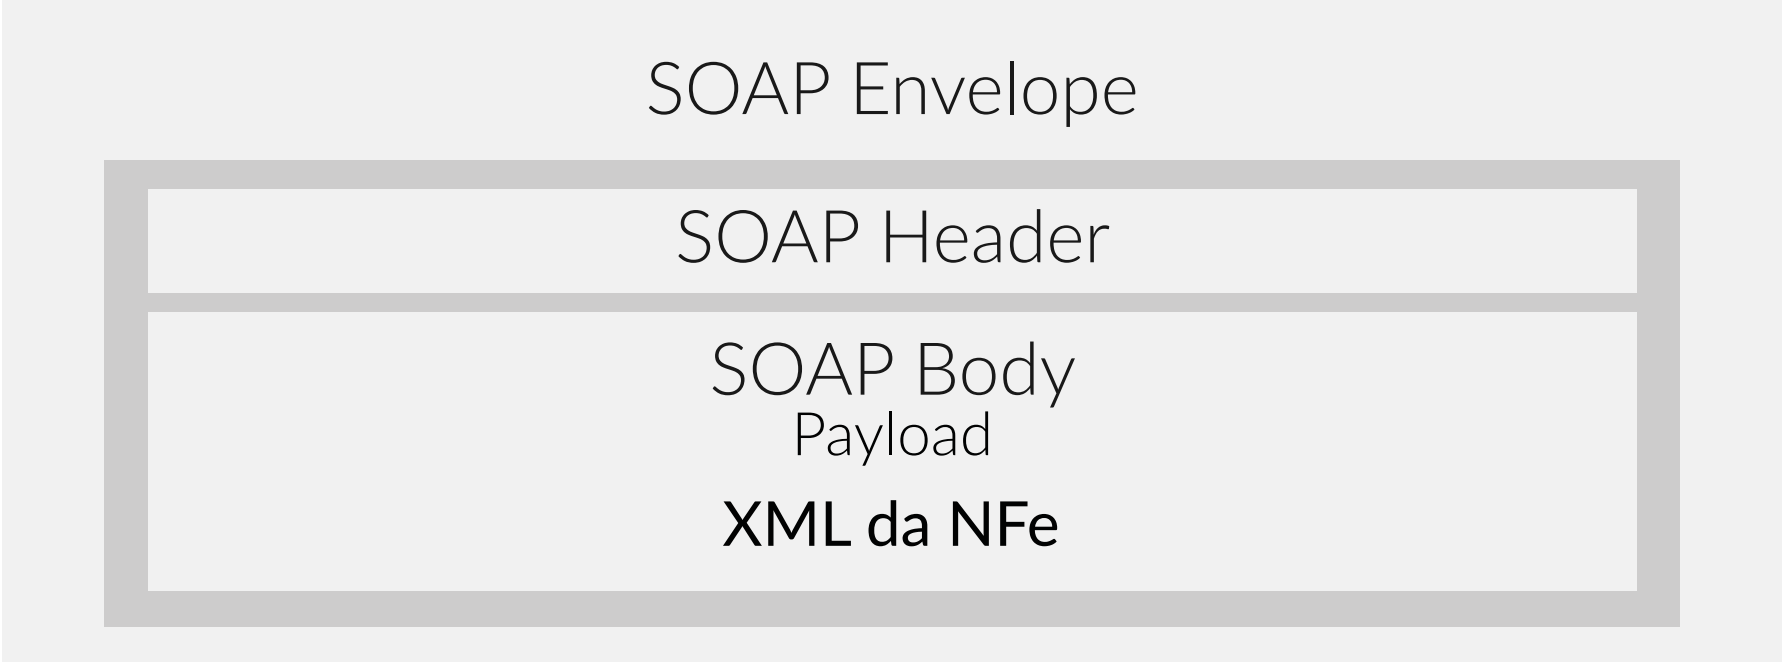 SOAP Envelope
SOAP Header
SOAP Body
Payload
XML da NFe